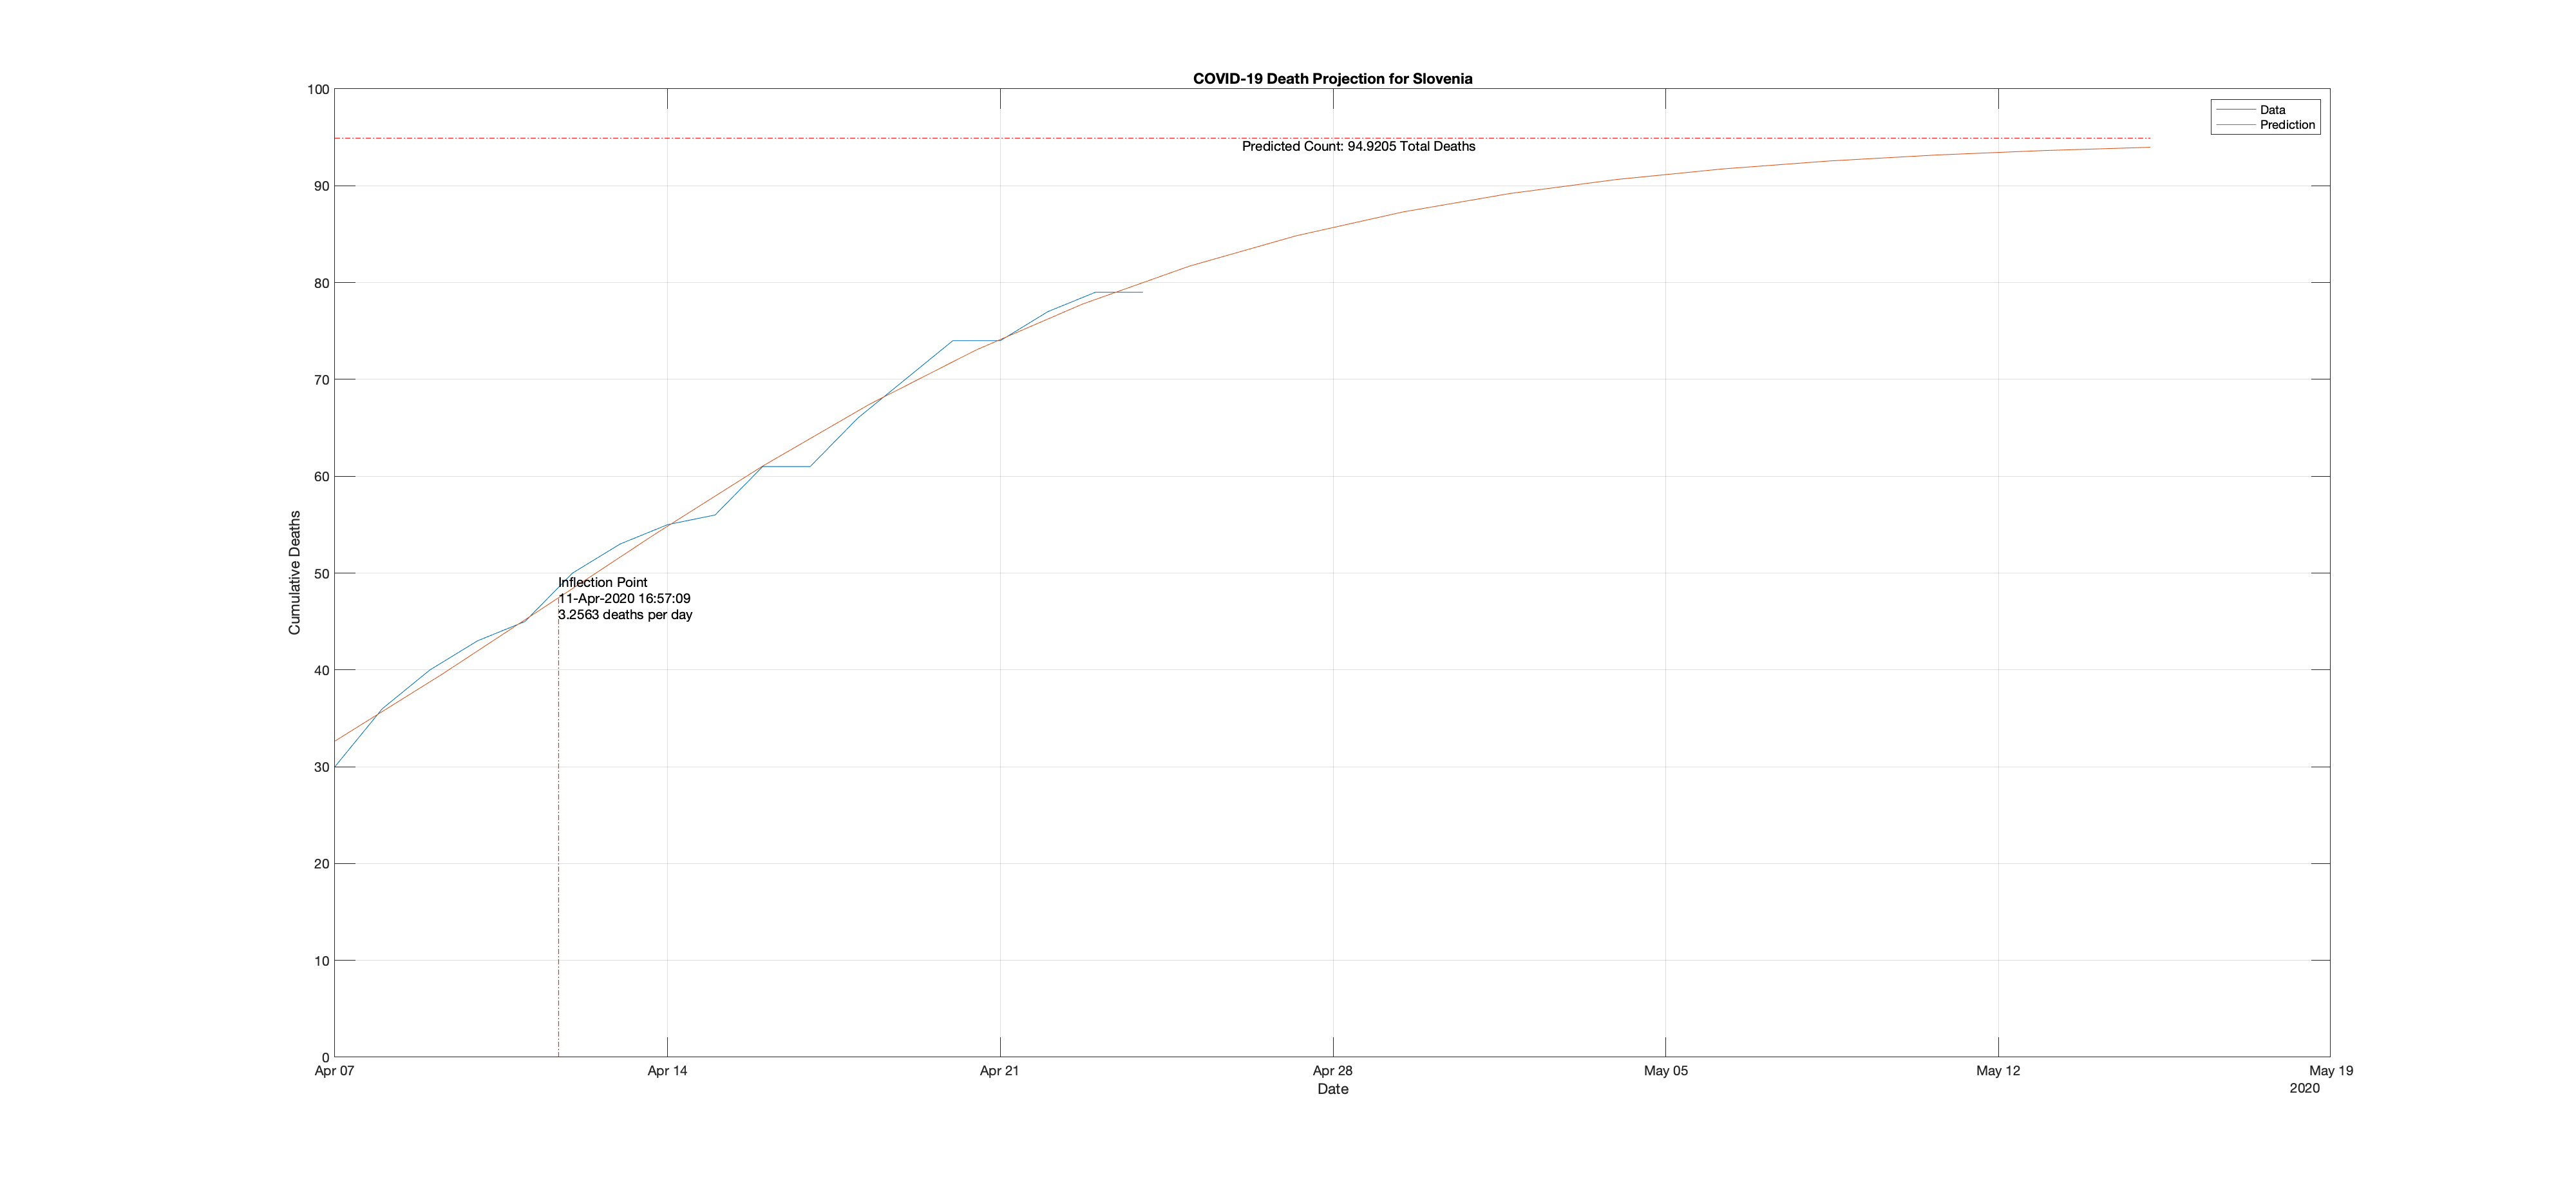 COVID-19 Death Projection for Slovenia
100
90
80
70
60
50
40
30
20
10
0
Cumulative Deaths
Data
Prediction
Predicted Count: 94.9205 Total Deaths
Inflection Point
11-Apr-2020 16:57:09
3.2563 deaths per day
Apr 07
Apr 14
Apr 21
Apr 28
May 05
May 12
May 19
Date
2020